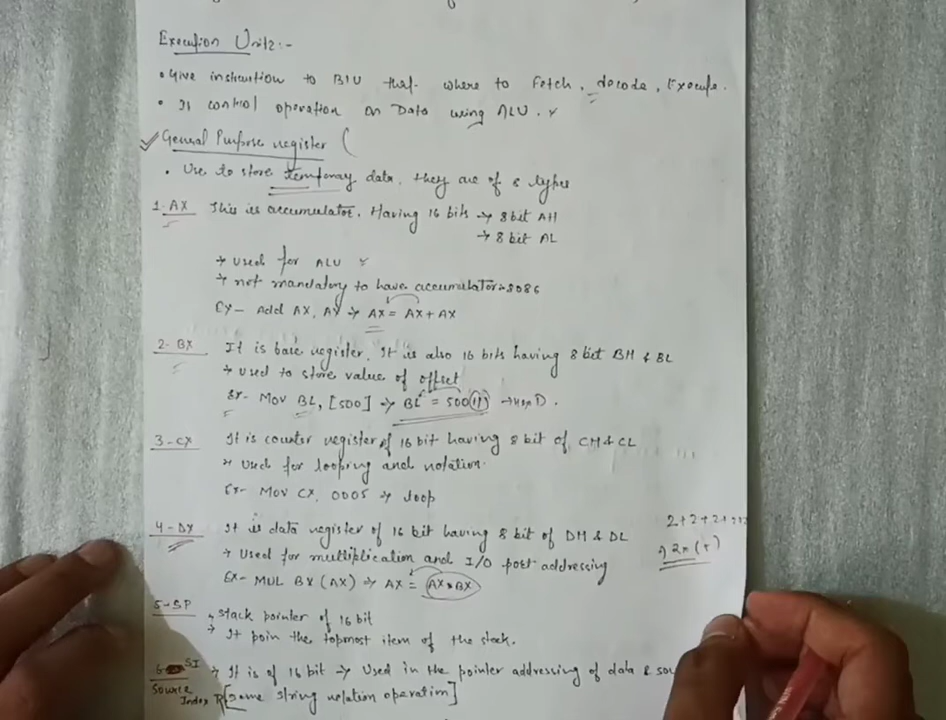 Execution Unit:-
• Give instruction to BIU that where to Fetch, decode, Execute.
• It control operation on Data using ALU.
General Purpose register (
• Use to store temporary data, they are of 8 types
1- AX This is accumulator. Having 16 bits → 8 bit AH
→ 8 bit AL
→ used for ALU
→ not mandatory to have accumulator in 8086
Ex- Add AX, AX → AX = AX + AX
2- BX It is base register. It is also 16 bits having 8 bit BH & BL
→ used to store value of offset
Ex- Mov BL, [500] → BL = 500(H) → Hex D.
3- CX It is counter register of 16 bit having 8 bit of CH & CL
→ Used for looping and rotation.
Ex- Mov CX, 0005 → loop
4- DX It is data register of 16 bit having 8 bit of DH & DL
→ Used for multiplication and I/O port addressing
Ex- MUL BX (AX) → AX = AX * BX
2+2+2+
5- SP → stack pointer of 16 bit
→ It poin the topmost item of the stack.
6- SI → It is of 16 bit → Used in the pointer addressing of data & sou
Source Index R [some string relation operation]